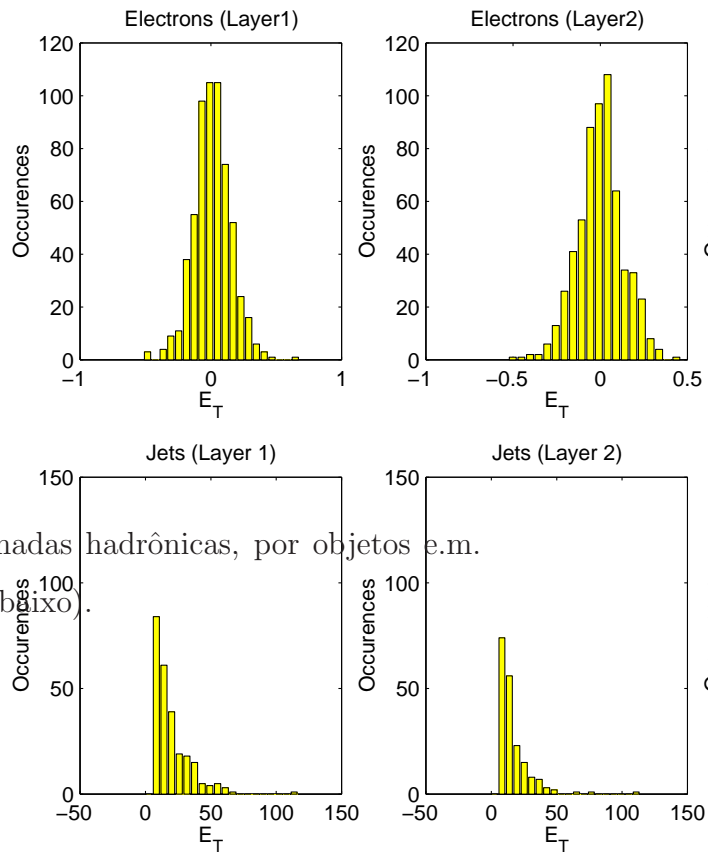 Electrons (Layer1)
120
100
80
60
40
20
0
Occurences
−1
0
1
E_T
Electrons (Layer2)
120
100
80
60
40
20
0
Occurences
−1
−0.5
0
0.5
E_T
Jets (Layer 1)
150
100
50
0
Occurences
−50
0
50
100
150
E_T
Jets (Layer 2)
150
100
50
0
Occurences
−50
0
50
100
150
E_T
nadas hadrônicas, por objetos e.m.
baixo).